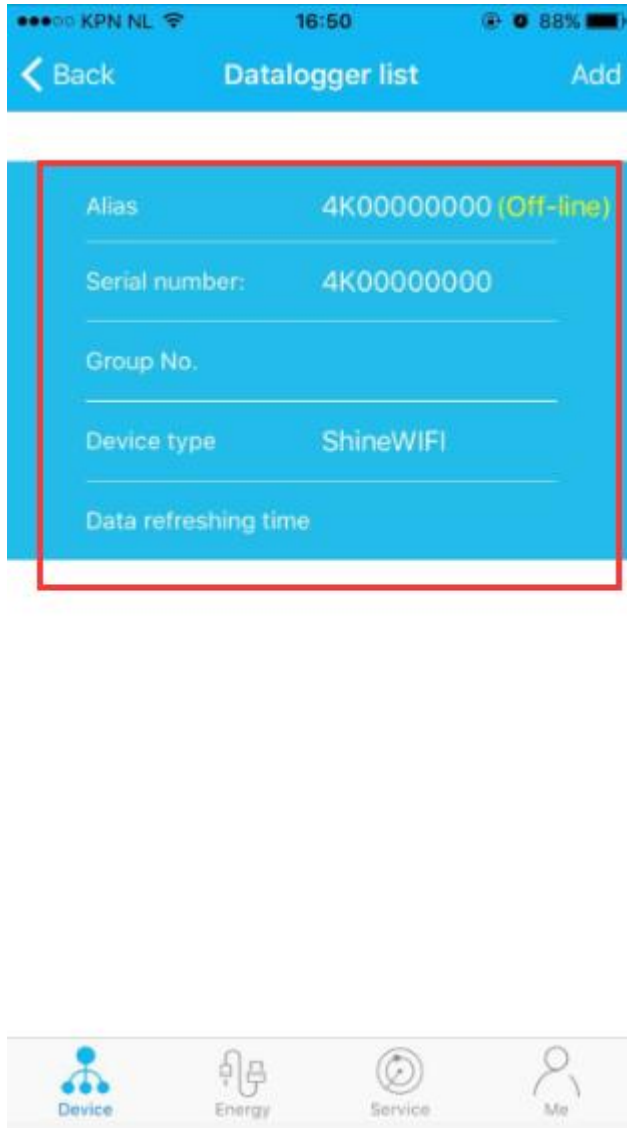 KPN NL 16:50 88%
Back Datalogger list Add
Alias 4K00000000 (Off-line)
Serial number: 4K00000000
Group No.
Device type ShineWIFI
Data refreshing time
Device Energy Service Me